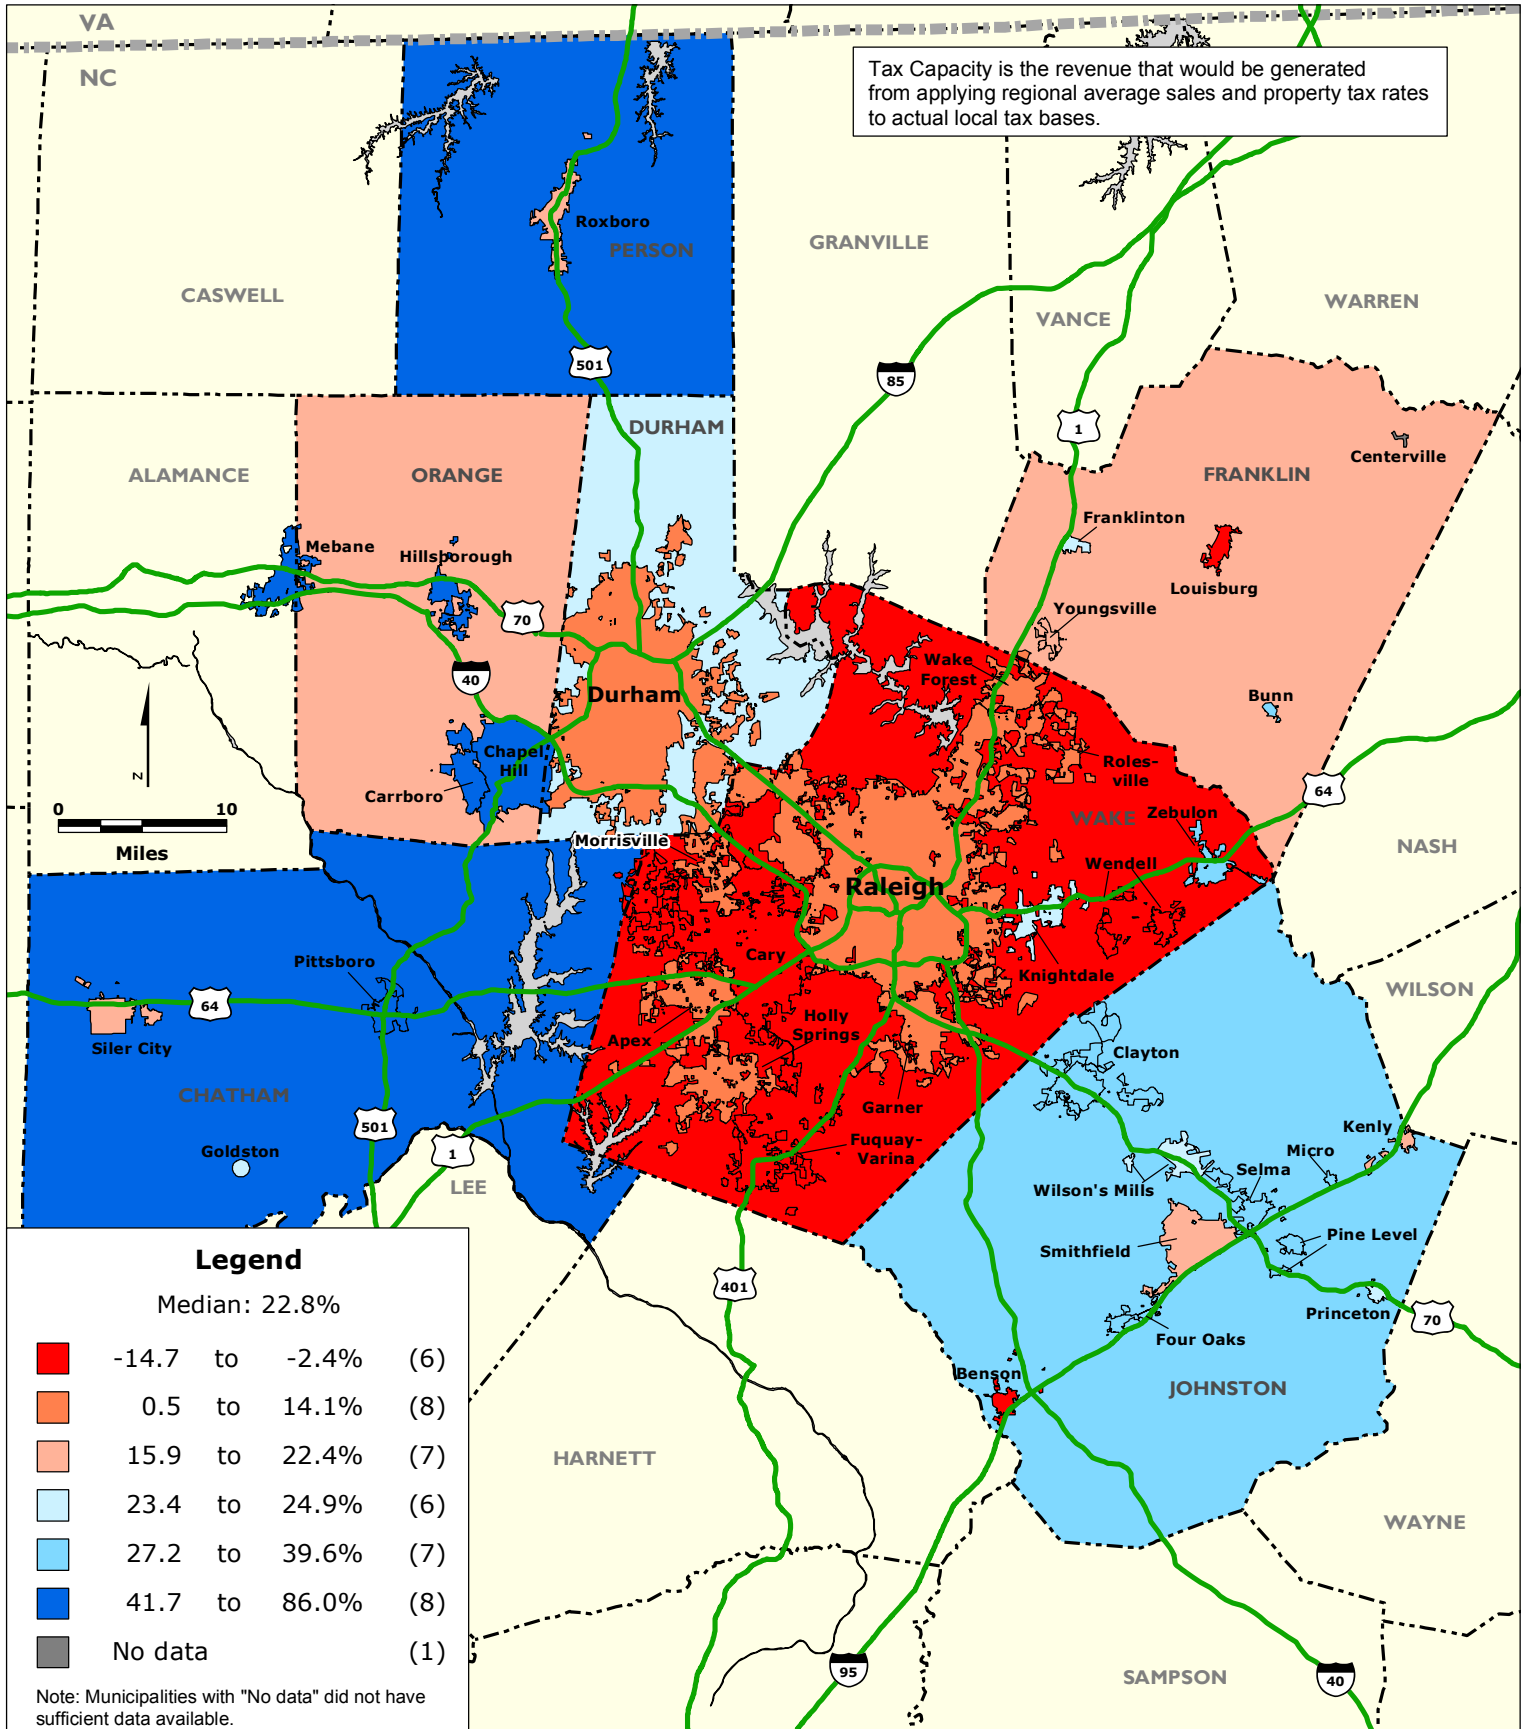 VA
NC
Tax Capacity is the revenue that would be generated
from applying regional average sales and property tax rates
to actual local tax bases.
Roxboro
PERSON
GRANVILLE
CASWELL
VANCE
WARREN
501
85
1
DURHAM
ALAMANCE
ORANGE
FRANKLIN
Centerville
Franklinton
Mebane
Hillsborough
Louisburg
Youngsville
70
40
Wake
Forest
Durham
Bunn
Chapel
Hill
Carrboro
Roles-
ville
64
Zebulon
WAKE
N
0 10
Miles
Morrisville
NASH
Wendell
Raleigh
Cary
Knightdale
Pittsboro
WILSON
64
Siler City
Holly
Springs
Apex
Clayton
CHATHAM
Garner
501
1
Goldston
LEE
Fuquay-
Varina
Kenly
Micro
Selma
Wilson's Mills
Pine Level
Smithfield
401
Princeton
70
Four Oaks
Benson
JOHNSTON
HARNETT
WAYNE
95
SAMPSON
40
Legend
Median: 22.8%
-14.7 to -2.4% (6)
0.5 to 14.1% (8)
15.9 to 22.4% (7)
23.4 to 24.9% (6)
27.2 to 39.6% (7)
41.7 to 86.0% (8)
No data (1)
Note: Municipalities with "No data" did not have
sufficient data available.